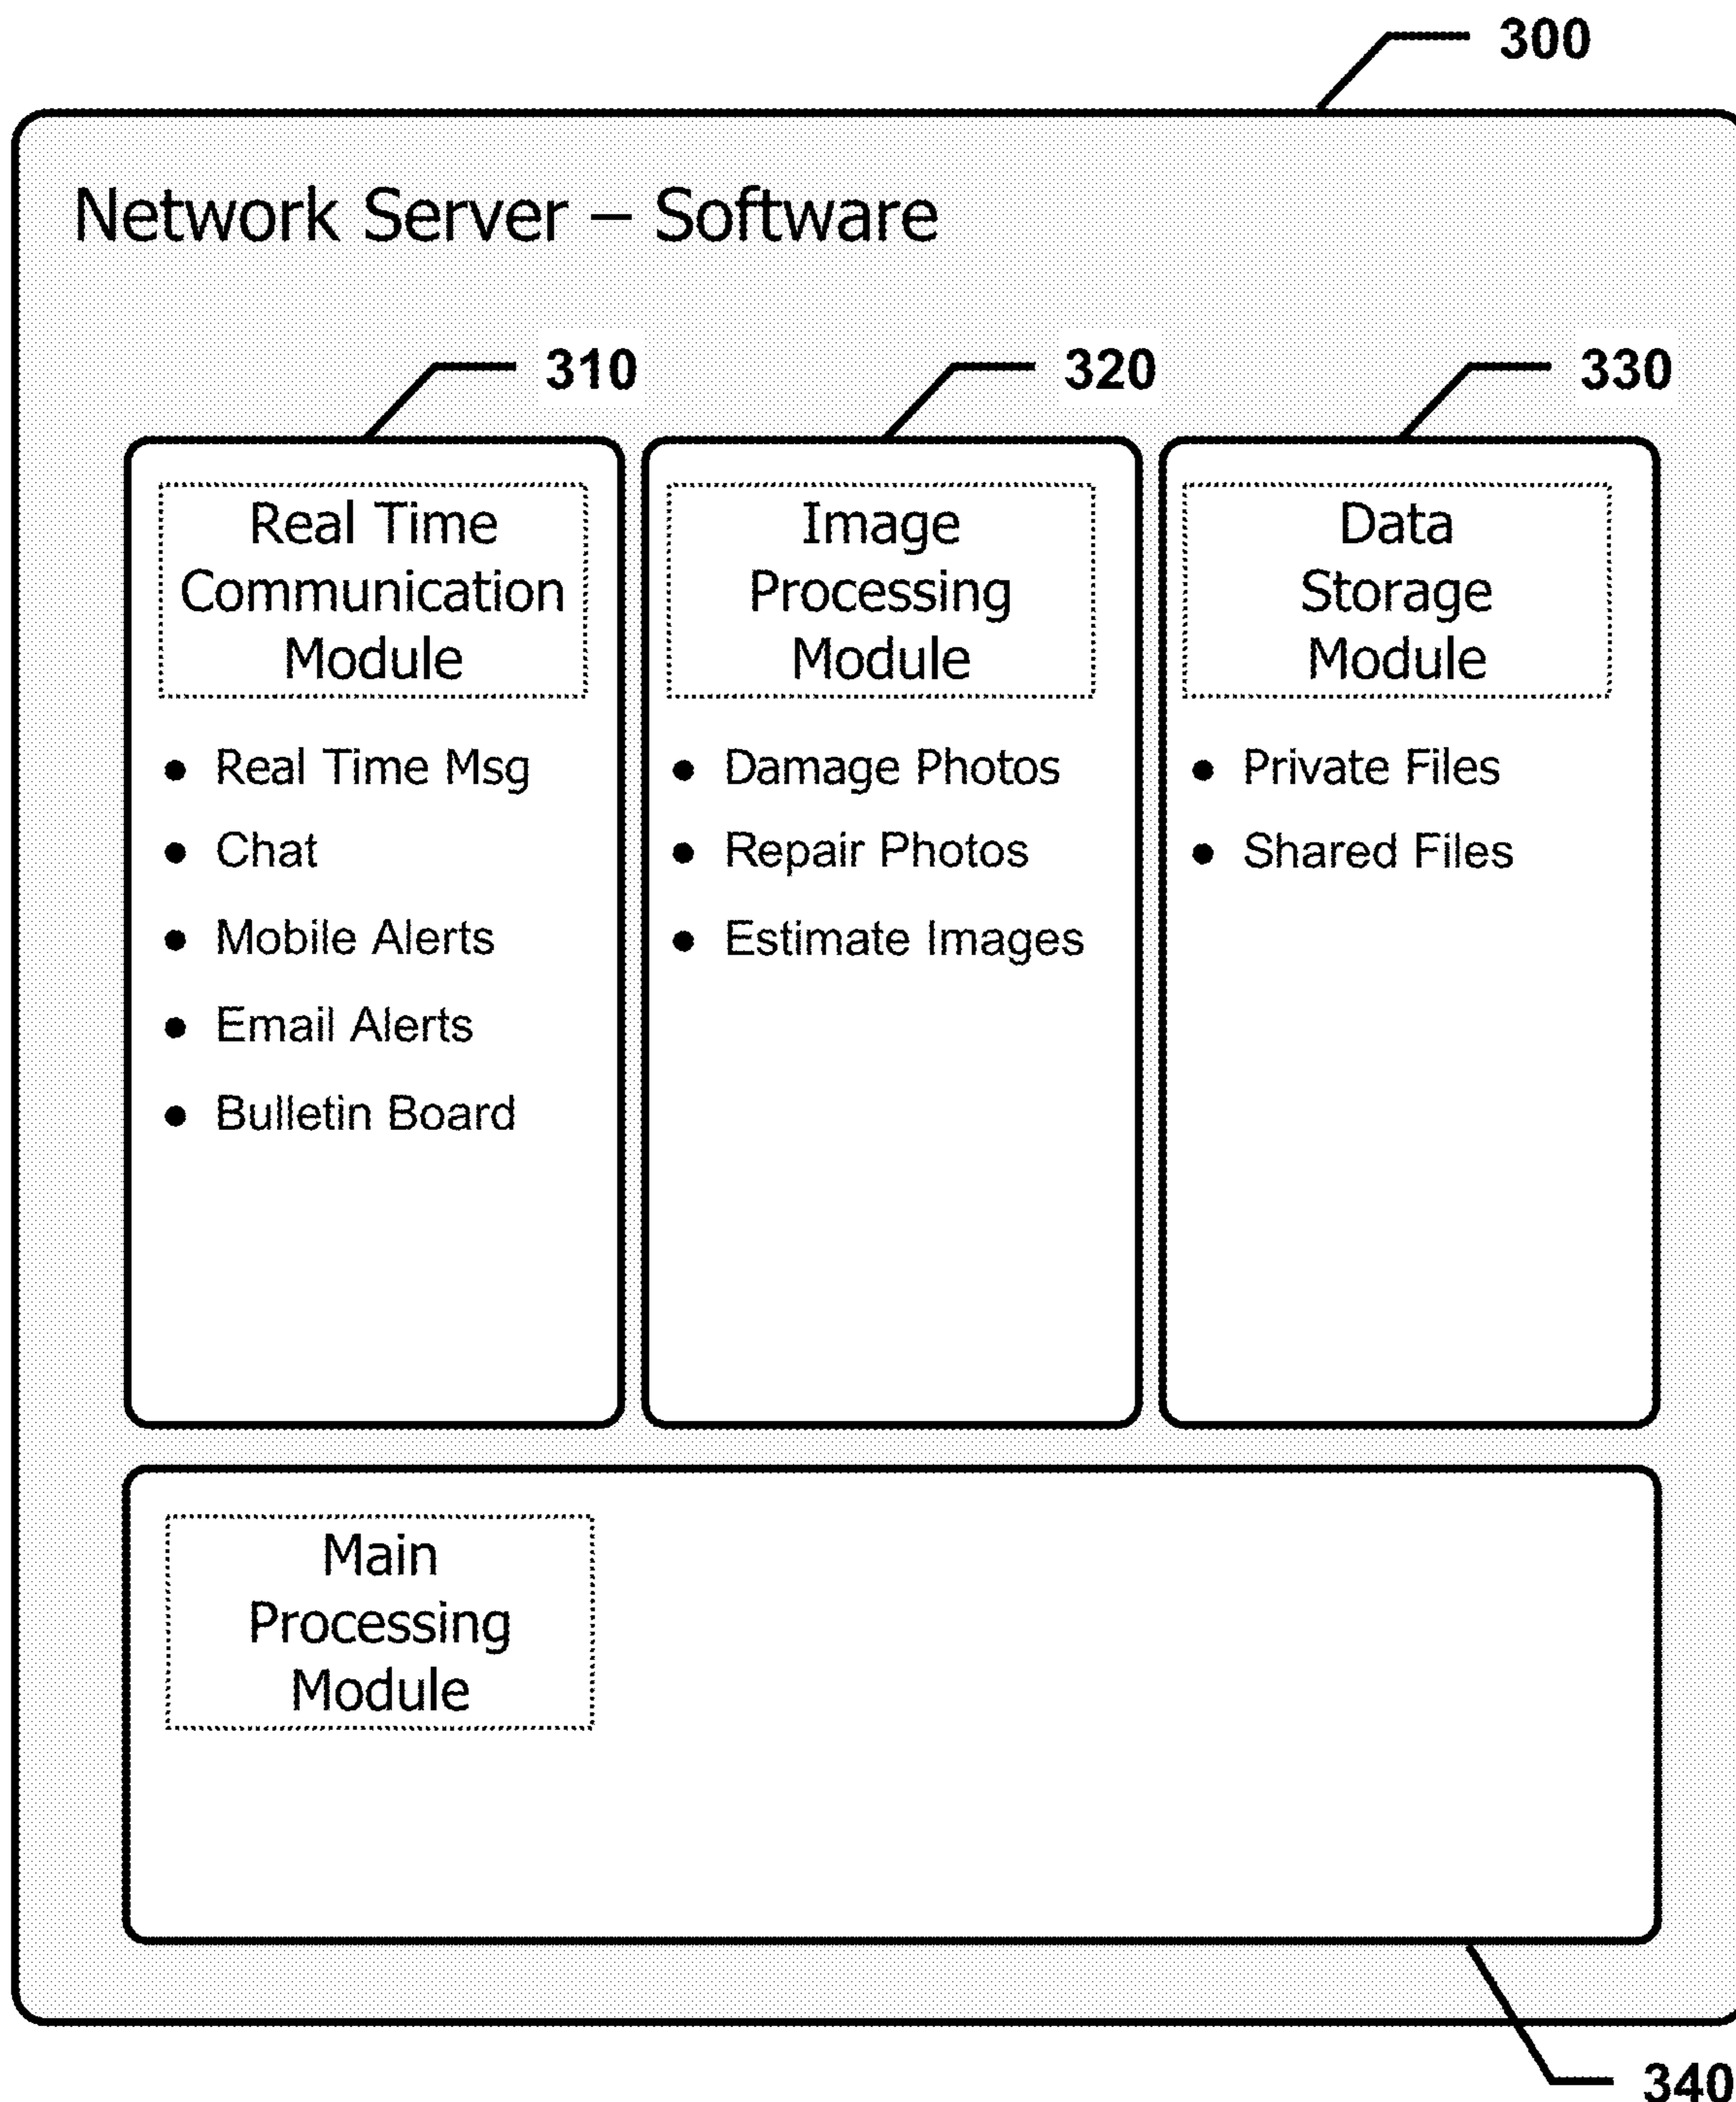 300
Network Server – Software
310
320
330
Real Time
Communication
Module
• Real Time Msg
• Chat
• Mobile Alerts
• Email Alerts
• Bulletin Board
Image
Processing
Module
• Damage Photos
• Repair Photos
• Estimate Images
Data
Storage
Module
• Private Files
• Shared Files
Main
Processing
Module
340